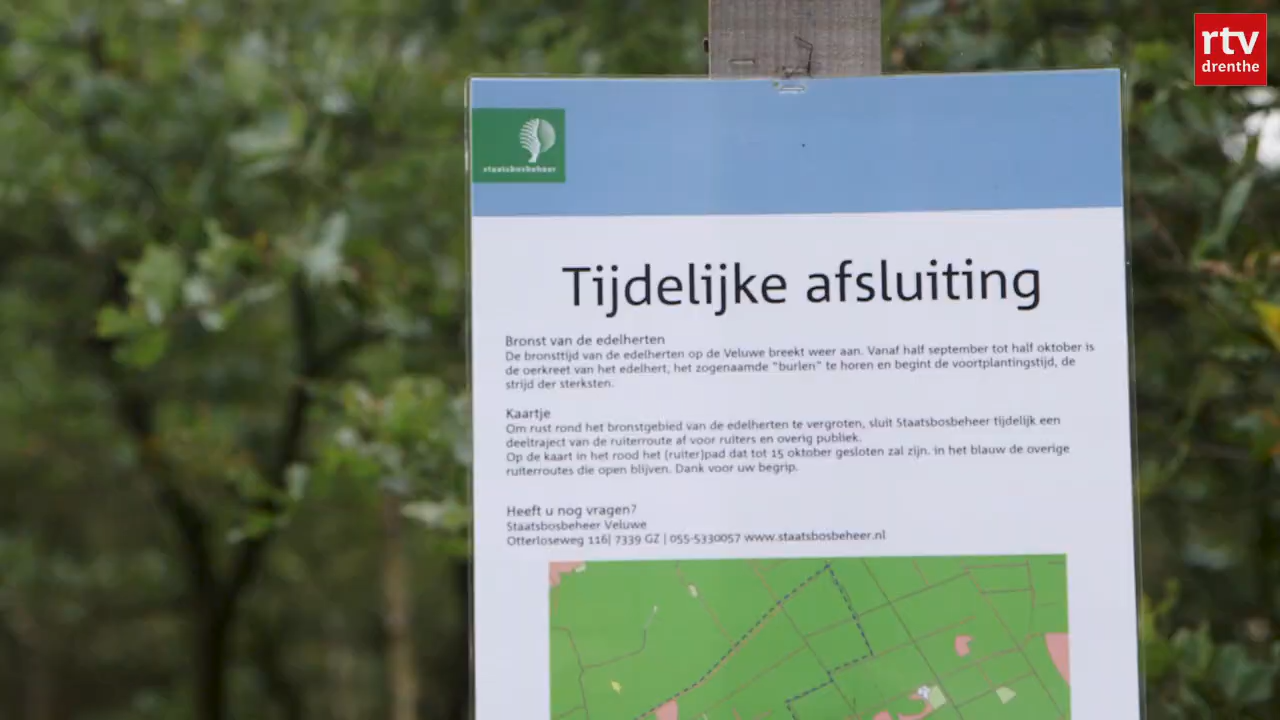 rtv
drenthe
staatsbosbeheer
Tijdelijke afsluiting
Bronst van de edelherten
De bronsttijd van de edelherten op de Veluwe breekt weer aan. Vanaf half september tot half oktober is
de oerkreet van het edelhert, het zogenaamde "burlen" te horen en begint de voortplantingstijd, de
strijd der sterksten.
Kaartje
Om rust rond het bronstgebied van de edelherten te vergroten, sluit Staatsbosbeheer tijdelijk een
deeltraject van de ruiterroute af voor ruiters en overig publiek.
Op de kaart in het rood het (ruiter)pad dat tot 15 oktober gesloten zal zijn. in het blauw de overige
ruiterroutes die open blijven. Dank voor uw begrip.
Heeft u nog vragen?
Staatsbosbeheer Veluwe
Otterloseweg 116| 7339 GZ | 055-5330057 www.staatsbosbeheer.nl